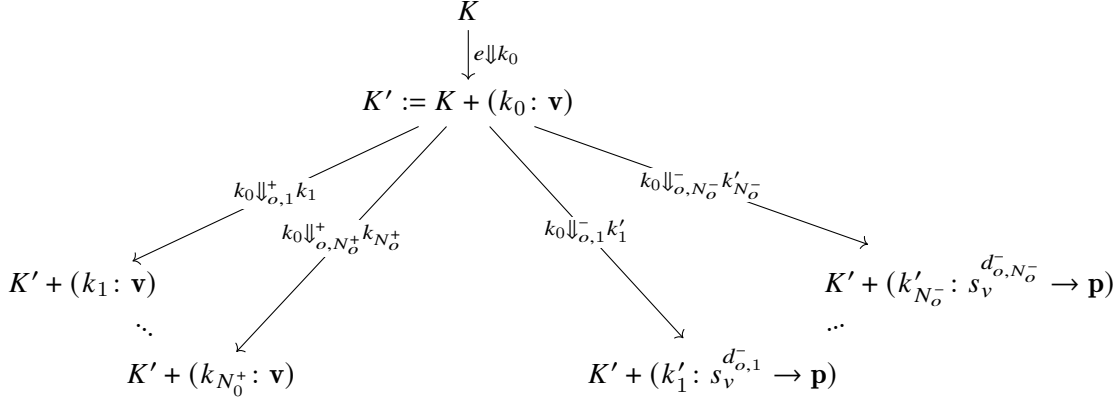 K
e⇓k₀
K′ := K + (k₀ : **v**)
k₀⇓⁺_{o,1}k₁
k₀⇓⁺_{o,N_o^+}k_{N_o^+}
k₀⇓⁻_{o,1}k′₁
k₀⇓⁻_{o,N_o^-}k′_{N_o^-}
K′ + (k₁ : **v**)
K′ + (k′_{N_o^-} : s_v^{d^-_{o,N_o^-}} → **p**)
⋱
...
K′ + (k_{N_0^+} : **v**)
K′ + (k′₁ : s_v^{d^-_{o,1}} → **p**)